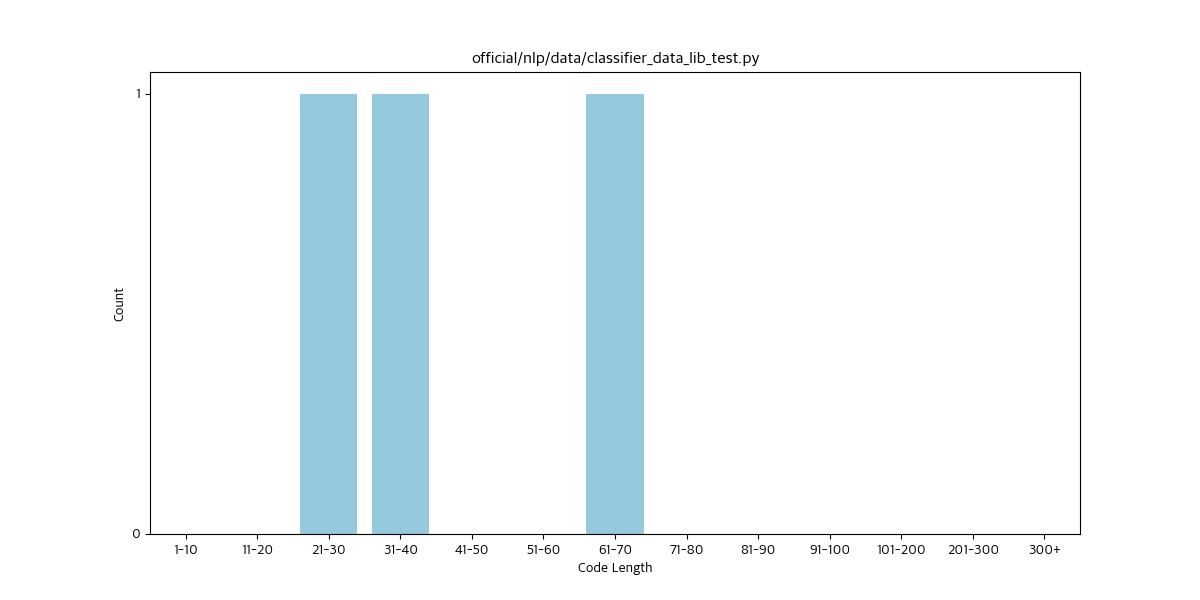 official/nlp/data/classifier_data_lib_test.py
1
Count
0
1-10 11-20 21-30 31-40 41-50 51-60 61-70 71-80 81-90 91-100 101-200 201-300 300+
Code Length